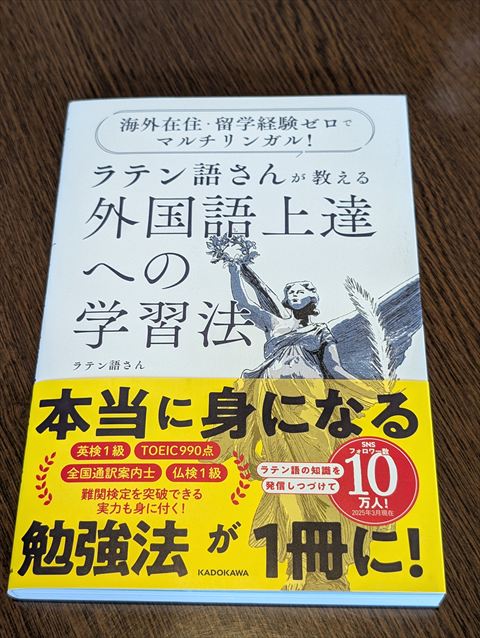 海外在住・留学経験ゼロで
マルチリンガル!
ラテン語さんが教える
外国語上達
への
学習法
ラテン語さん
本当に身になる
英検1級
TOEIC990点
全国通訳案内士
仏検1級
難関検定を突破できる
実力も身に付く!
ラテン語の知識を
発信しつづけて
SNS
フォロワー数
10
万人!
2025年3月現在
勉強法が1冊に!
KADOKAWA